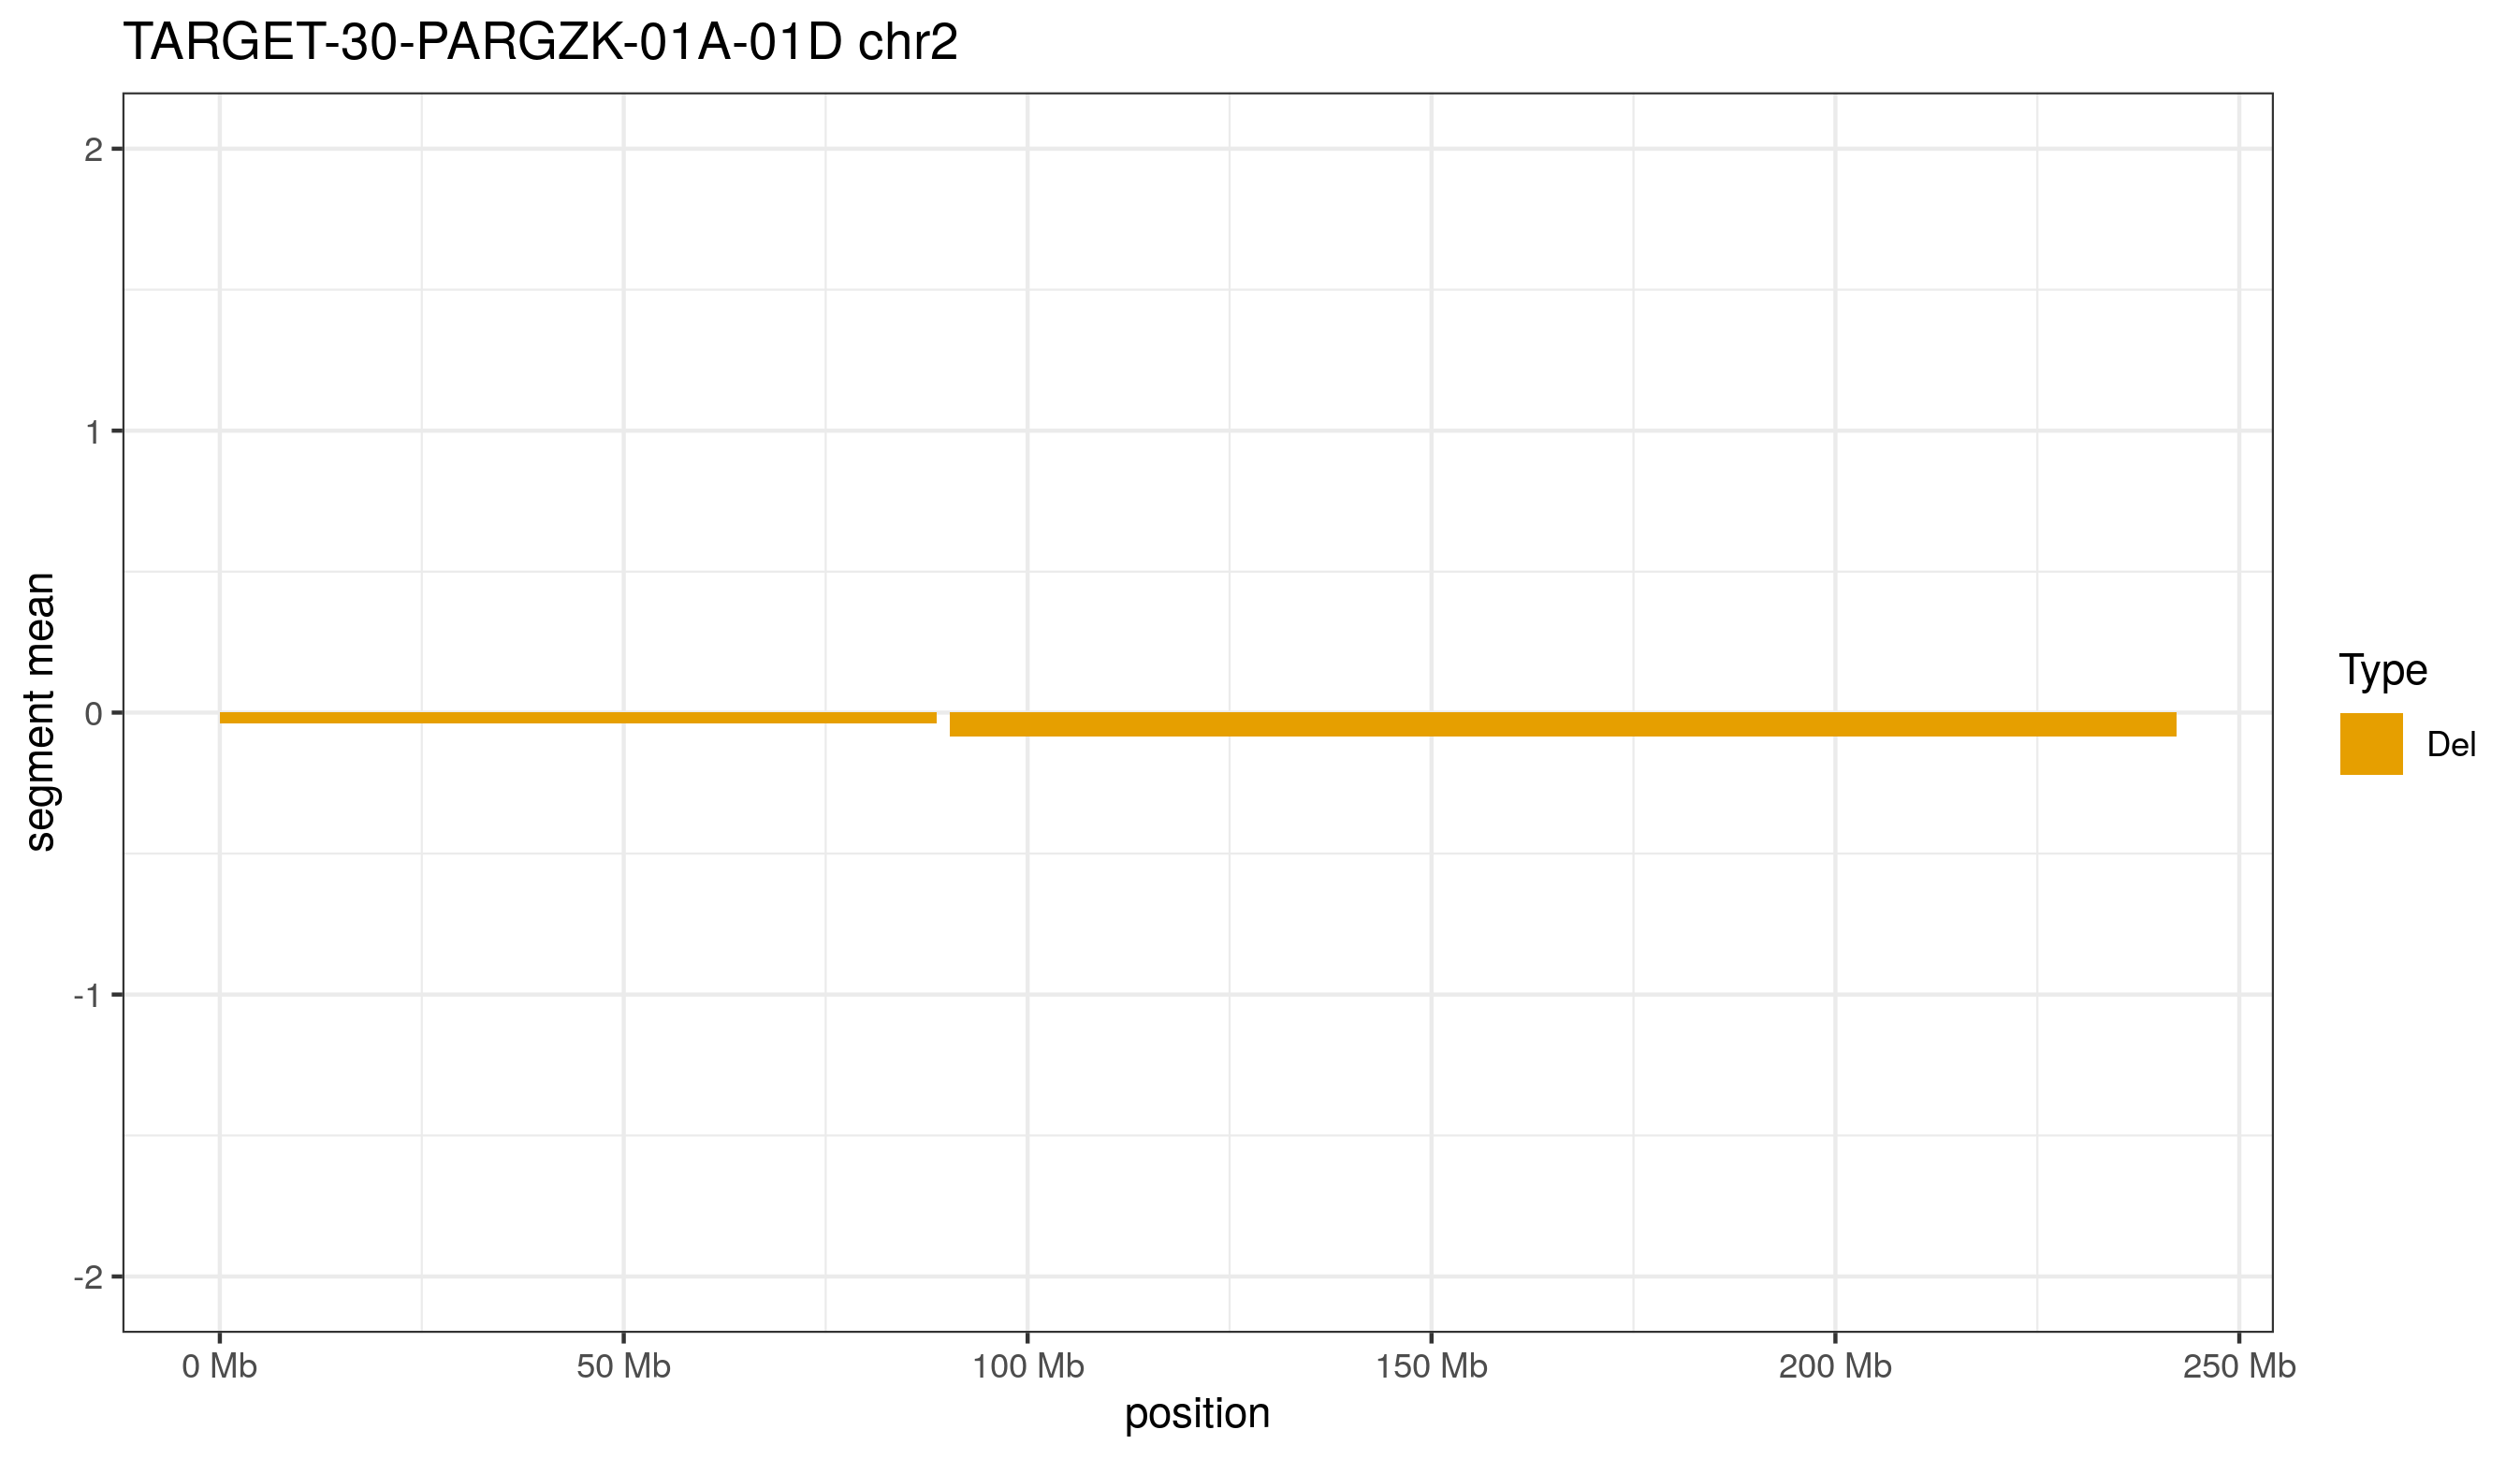 TARGET-30-PARGZK-01A-01D chr2
2
1
0
-1
-2
segment mean
0 Mb
50 Mb
100 Mb
150 Mb
200 Mb
250 Mb
position
Type
Del